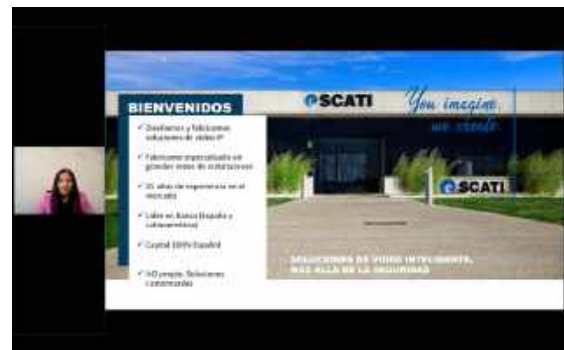 BIENVENIDOS
✓ Diseñamos y fabricamos
soluciones de vídeo IP
✓ Fabricante especializado en
grandes redes de instalaciones
✓ años de experiencia en el
mercado
✓ Líder en Banca (España y
Latinoamérica)
✓ Capital 100% Español
✓ I+D propio. Soluciones
customizadas
SCATI
You imagine,
we create.
SCATI
SOLUCIONES DE VIDEO INTELIGENTE,
MÁS ALLÁ DE LA SEGURIDAD